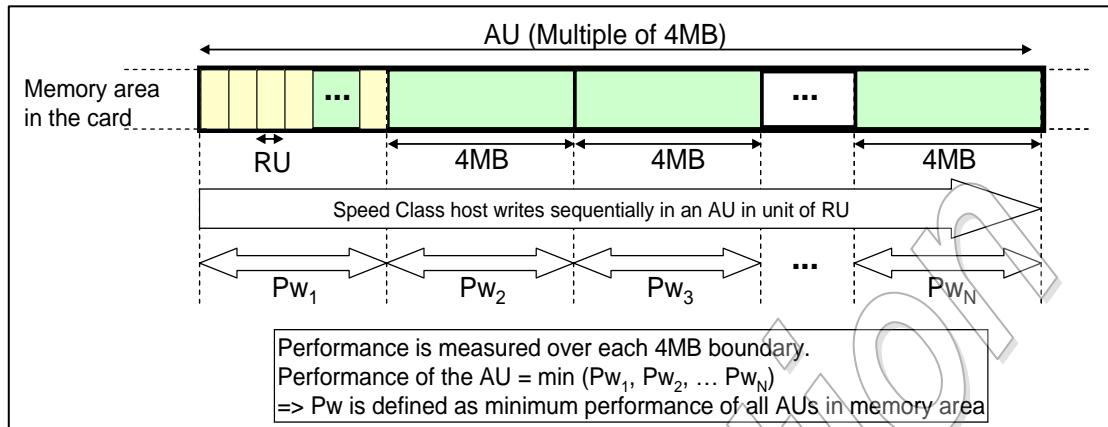 AU (Multiple of 4MB)
Memory area
in the card
...
...
RU
4MB
4MB
4MB
Speed Class host writes sequentially in an AU in unit of RU
...
Pw1
Pw2
Pw3
PwN
Performance is measured over each 4MB boundary.
Performance of the AU = min (Pw1, Pw2, … PwN)
=> Pw is defined as minimum performance of all AUs in memory area
tion